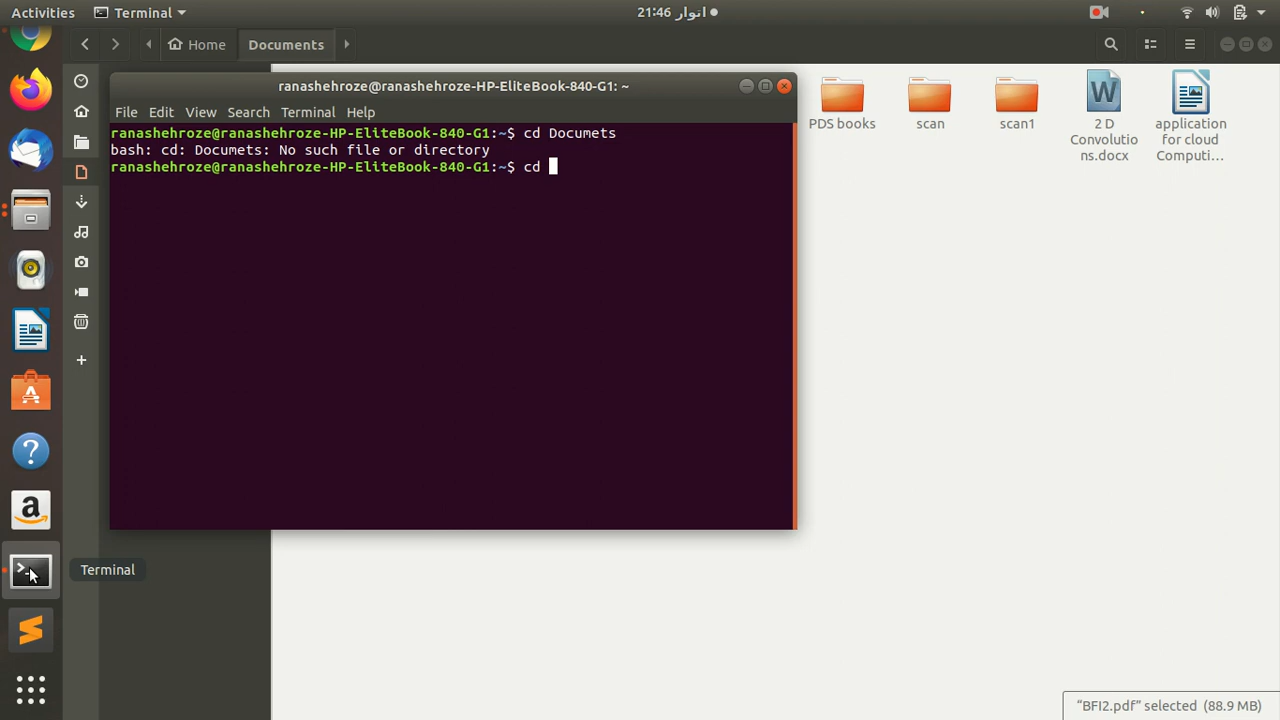 Activities
Terminal
21:46 انوار
Home
Documents
ranashehroze@ranashehroze-HP-EliteBook-840-G1: ~
File Edit View Search Terminal Help
ranashehroze@ranashehroze-HP-EliteBook-840-G1:~$ cd Documets
bash: cd: Documets: No such file or directory
ranashehroze@ranashehroze-HP-EliteBook-840-G1:~$ cd
PDS books
scan
scan1
2 D
Convolutio
ns.docx
application
for cloud
Computi…
Terminal
"BFI2.pdf" selected (88.9 MB)